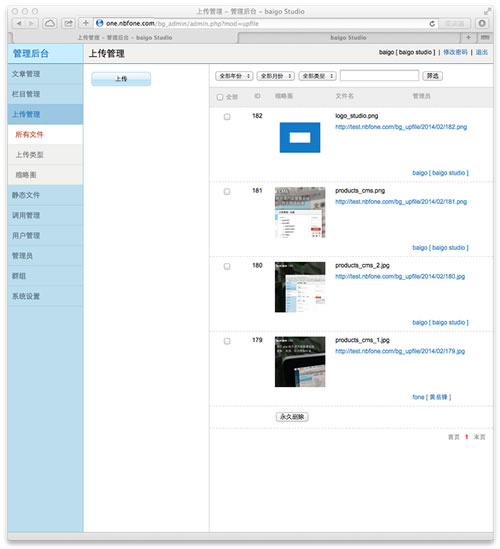 上传管理 – 管理后台 – baigo Studio
one.nbfone.com/bg_admin/admin.php?mod=upfile
阅读器
上传管理 – 管理后台 – baigo Studio
baigo Studio
管理后台
上传管理
baigo [ baigo studio ] | 修改密码 | 退出
文章管理
栏目管理
上传管理
所有文件
上传类型
缩略图
静态文件
调用管理
用户管理
管理员
群组
系统设置
上传
全部年份
全部月份
全部类型
筛选
全部 ID 缩略图 文件名 管理员
182 logo_studio.png
http://test.nbfone.com/bg_upfile/2014/02/182.png
baigo [ baigo studio ]
181 products_cms.png
http://test.nbfone.com/bg_upfile/2014/02/181.png
baigo [ baigo studio ]
180 products_cms_2.jpg
http://test.nbfone.com/bg_upfile/2014/02/180.jpg
baigo [ baigo studio ]
179 products_cms_1.jpg
http://test.nbfone.com/bg_upfile/2014/02/179.jpg
永久删除
首页 1 末页